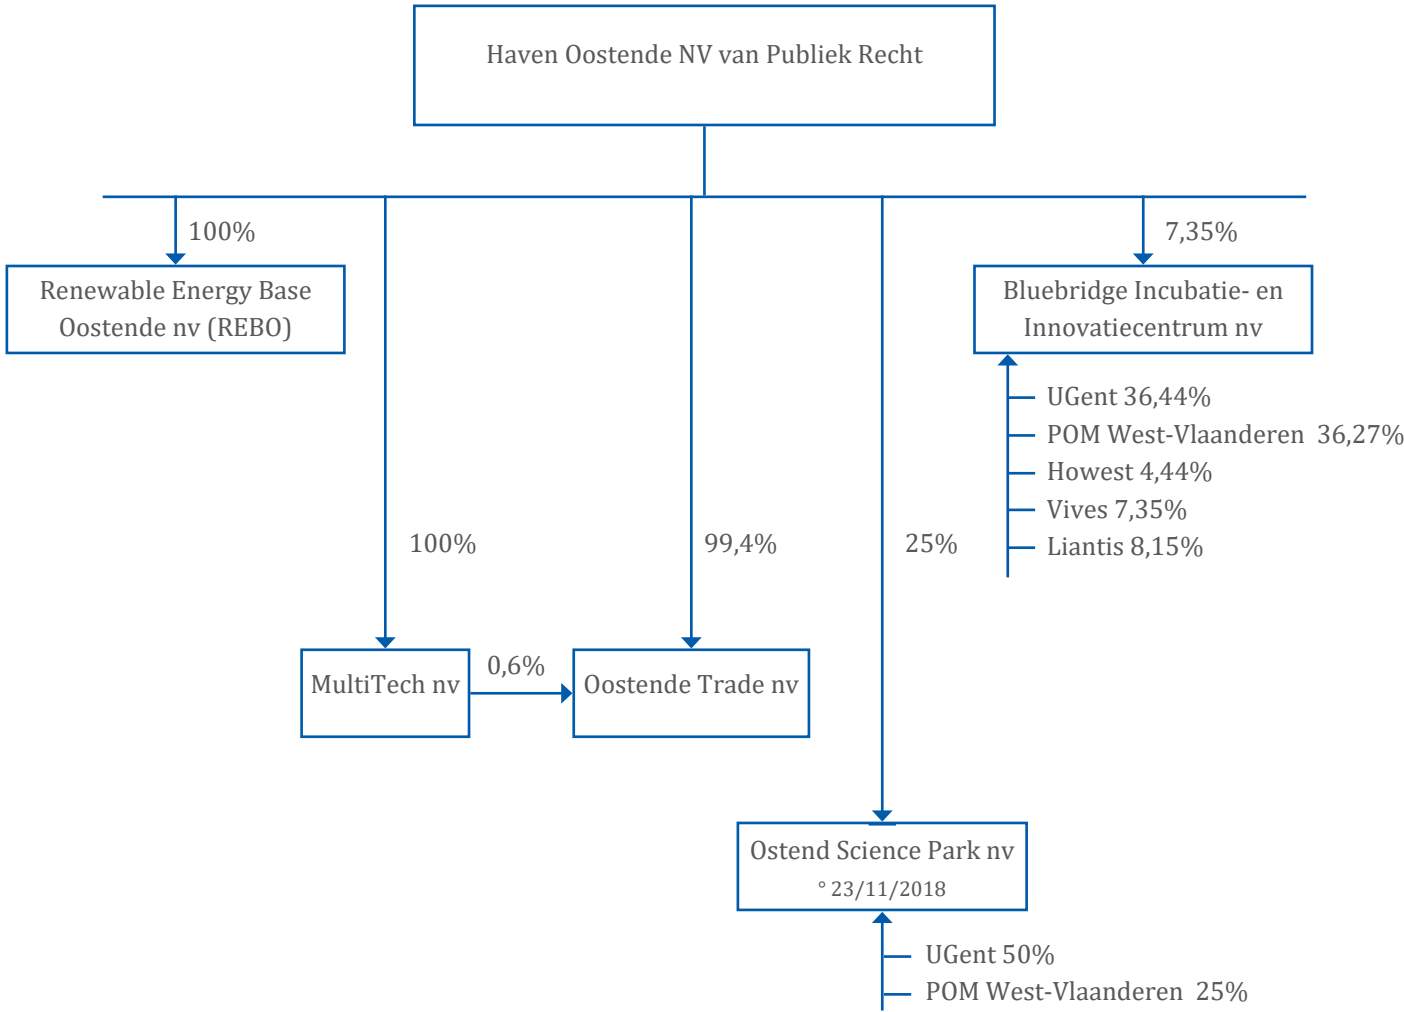 Haven Oostende NV van Publiek Recht
100%
7,35%
Renewable Energy Base
Oostende nv (REBO)
Bluebridge Incubatie- en
Innovatiecentrum nv
UGent 36,44%
POM West-Vlaanderen 36,27%
Howest 4,44%
Vives 7,35%
Liantis 8,15%
100%
99,4%
25%
MultiTech nv
0,6%
Oostende Trade nv
Ostend Science Park nv
° 23/11/2018
UGent 50%
POM West-Vlaanderen 25%